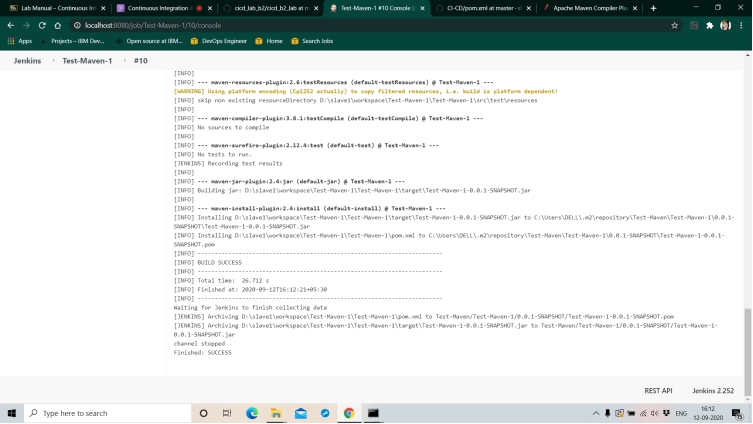 Lab Manual – Continuous Int
Continuous Integration
cicd_lab_b2/cicd_b2_lab at m
Test-Maven-1 #10 Console [
CI-CD/pom.xml at master · s
Apache Maven Compiler Plu
localhost:8080/job/Test-Maven-1/10/console
Apps
Projects – IBM Dev...
Open source at IBM...
DevOps Engineer
Home
Search Jobs
Jenkins
Test-Maven-1
#10
[INFO]
[INFO] --- maven-resources-plugin:2.6:testResources (default-testResources) @ Test-Maven-1 ---
[WARNING] Using platform encoding (Cp1252 actually) to copy filtered resources, i.e. build is platform dependent!
[INFO] skip non existing resourceDirectory D:\slave1\workspace\Test-Maven-1\Test-Maven-1\src\test\resources
[INFO]
[INFO] --- maven-compiler-plugin:3.8.1:testCompile (default-testCompile) @ Test-Maven-1 ---
[INFO] No sources to compile
[INFO]
[INFO] --- maven-surefire-plugin:2.12.4:test (default-test) @ Test-Maven-1 ---
[INFO] No tests to run.
[JENKINS] Recording test results
[INFO]
[INFO] --- maven-jar-plugin:2.4:jar (default-jar) @ Test-Maven-1 ---
[INFO] Building jar: D:\slave1\workspace\Test-Maven-1\Test-Maven-1\target\Test-Maven-1-0.0.1-SNAPSHOT.jar
[INFO]
[INFO] --- maven-install-plugin:2.4:install (default-install) @ Test-Maven-1 ---
[INFO] Installing D:\slave1\workspace\Test-Maven-1\Test-Maven-1\target\Test-Maven-1-0.0.1-SNAPSHOT.jar to C:\Users\DELL\.m2\repository\Test-Maven\Test-Maven-1\0.0.1-
SNAPSHOT\Test-Maven-1-0.0.1-SNAPSHOT.jar
[INFO] Installing D:\slave1\workspace\Test-Maven-1\Test-Maven-1\pom.xml to C:\Users\DELL\.m2\repository\Test-Maven\Test-Maven-1\0.0.1-SNAPSHOT\Test-Maven-1-0.0.1-
SNAPSHOT.pom
[INFO] ------------------------------------------------------------------------
[INFO] BUILD SUCCESS
[INFO] ------------------------------------------------------------------------
[INFO] Total time:  26.712 s
[INFO] Finished at: 2020-09-12T16:12:21+05:30
[INFO] ------------------------------------------------------------------------
Waiting for Jenkins to finish collecting data
[JENKINS] Archiving D:\slave1\workspace\Test-Maven-1\Test-Maven-1\pom.xml to Test-Maven/Test-Maven-1/0.0.1-SNAPSHOT/Test-Maven-1-0.0.1-SNAPSHOT.pom
[JENKINS] Archiving D:\slave1\workspace\Test-Maven-1\Test-Maven-1\target\Test-Maven-1-0.0.1-SNAPSHOT.jar to Test-Maven/Test-Maven-1/0.0.1-SNAPSHOT/Test-Maven-1-
0.0.1-SNAPSHOT.jar
channel stopped
Finished: SUCCESS
REST API
Jenkins 2.252
Type here to search
ENG
16:12
12-09-2020